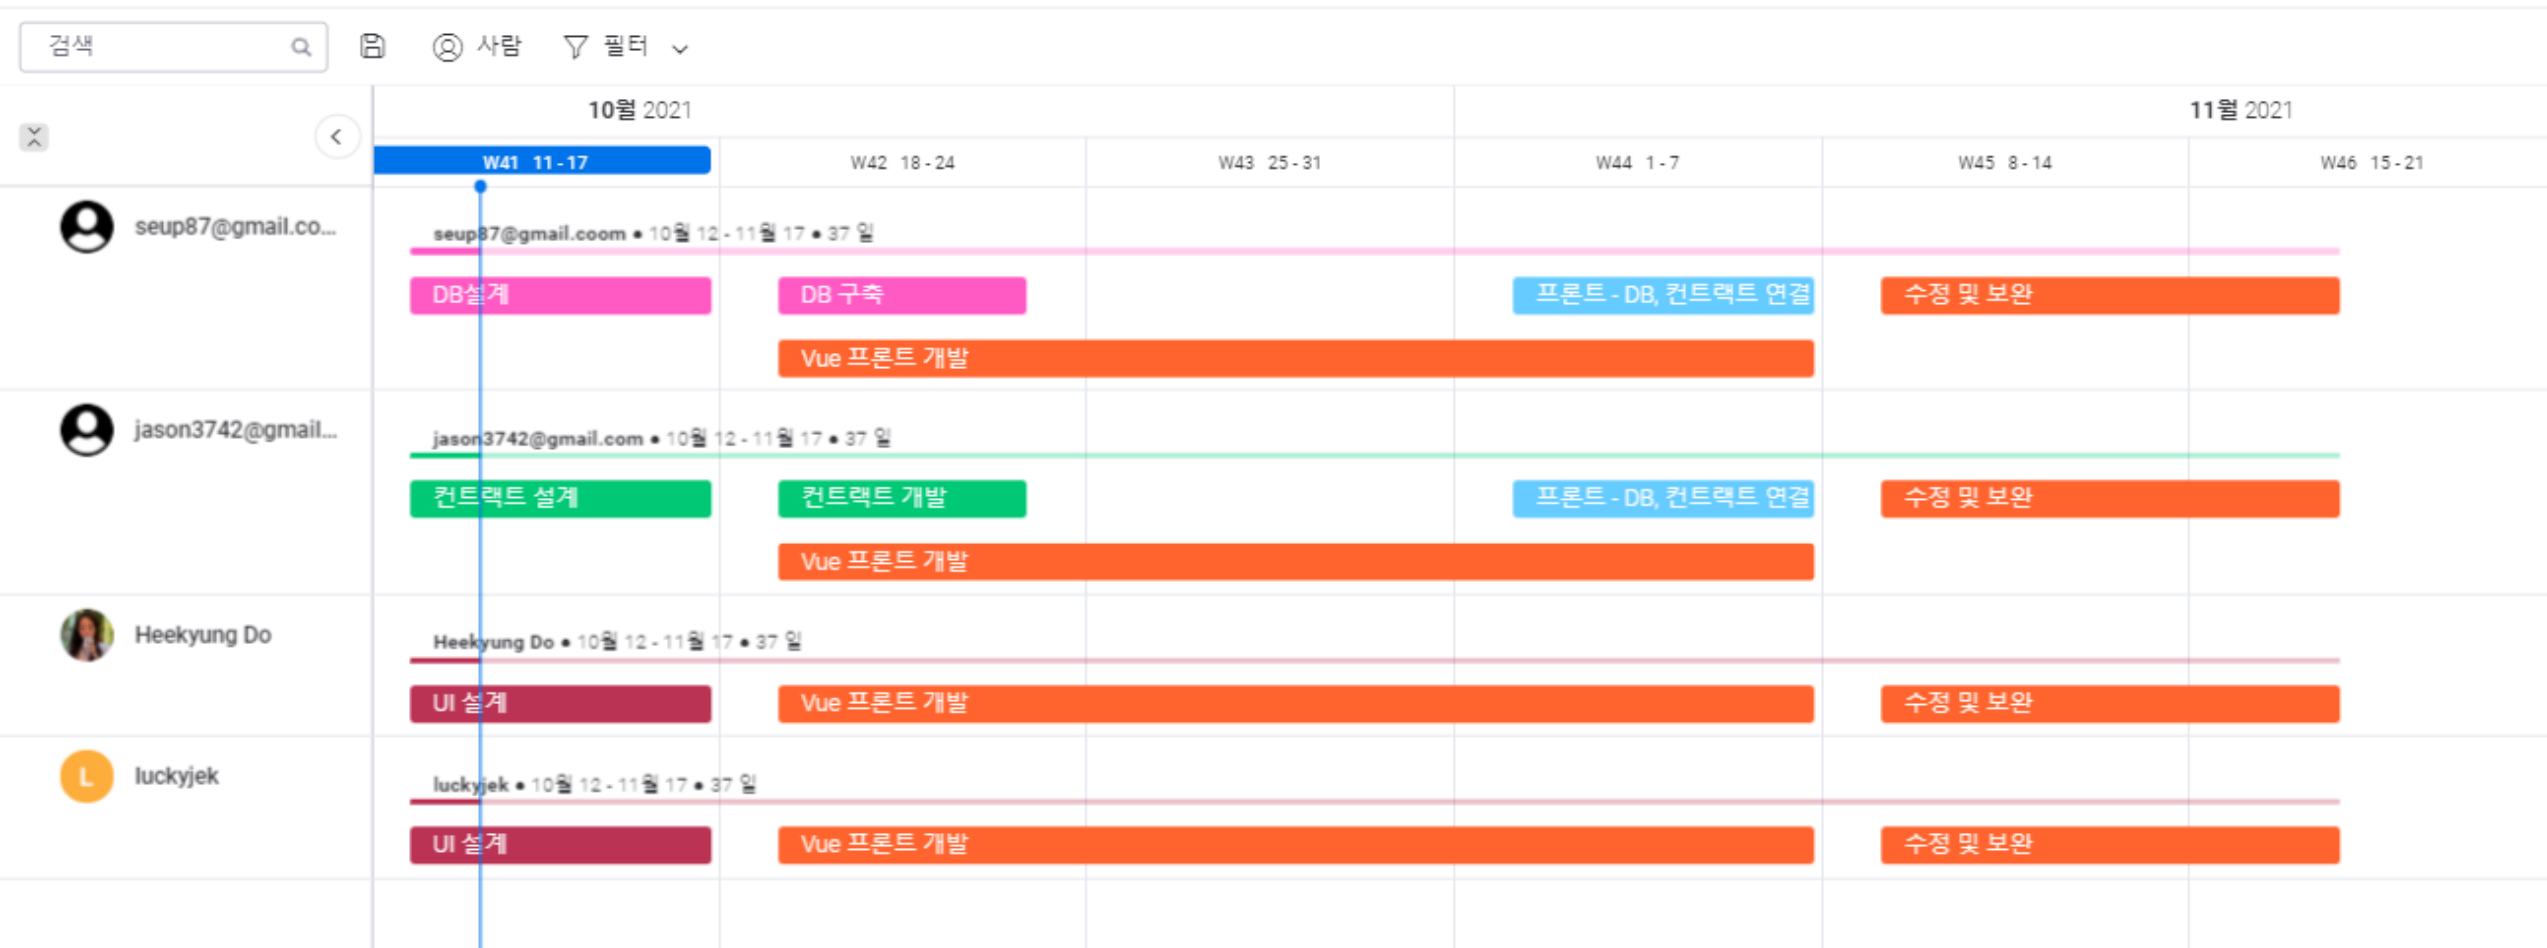 검색 사람 필터
10월 2021 11월 2021
W41 11 - 17 W42 18 - 24 W43 25 - 31 W44 1 - 7 W45 8 - 14 W46 15 - 21
seup87@gmail.co... seup87@gmail.coom • 10월 12 - 11월 17 • 37 일
DB설계 DB 구축 프론트 - DB, 컨트랙트 연결 수정 및 보완
Vue 프론트 개발
jason3742@gmail... jason3742@gmail.com • 10월 12 - 11월 17 • 37 일
컨트랙트 설계 컨트랙트 개발 프론트 - DB, 컨트랙트 연결 수정 및 보완
Vue 프론트 개발
Heekyung Do Heekyung Do • 10월 12 - 11월 17 • 37 일
UI 설계 Vue 프론트 개발 수정 및 보완
L luckyjek luckyjek • 10월 12 - 11월 17 • 37 일
UI 설계 Vue 프론트 개발 수정 및 보완